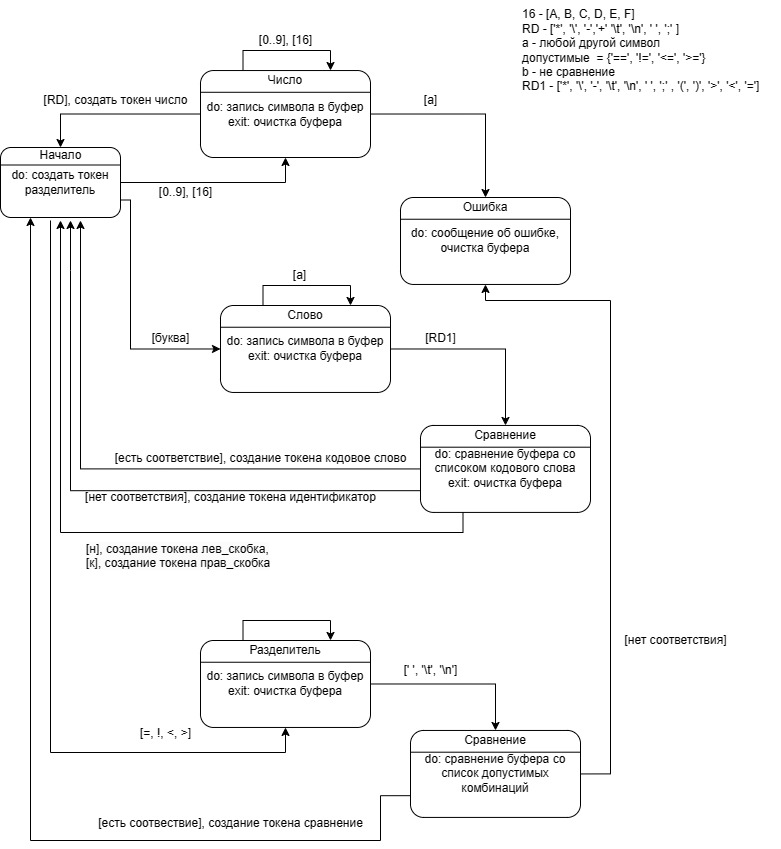 16 - [A, B, C, D, E, F]
RD - ['*', '\', '-','+' '\t', '\n', ' ', ';' ]
a - любой другой символ
допустимые = {'==', '!=', '<=', '>='}
b - не сравнение
RD1 - ['*', '\', '-', '\t', '\n', ' ', ';' , '(', ')', '>', '<', '=']
[0..9], [16]
Число
do: запись символа в буфер
exit: очистка буфера
[RD], создать токен число
[a]
Начало
do: создать токен
разделитель
[0..9], [16]
Ошибка
do: сообщение об ошибке,
очистка буфера
[a]
Слово
do: запись символа в буфер
exit: очистка буфера
[буква]
[RD1]
Сравнение
do: сравнение буфера со
списоком кодового слова
exit: очистка буфера
[есть соответствие], создание токена кодовое слово
[нет соответствия], создание токена идентификатор
[н], создание токена лев_скобка,
[к], создание токена прав_скобка
[нет соответствия]
Разделитель
do: запись символа в буфер
exit: очистка буфера
[' ', '\t', '\n']
[=, !, <, >]
Сравнение
do: сравнение буфера со
список допустимых
комбинаций
[есть соотвествие], создание токена сравнение